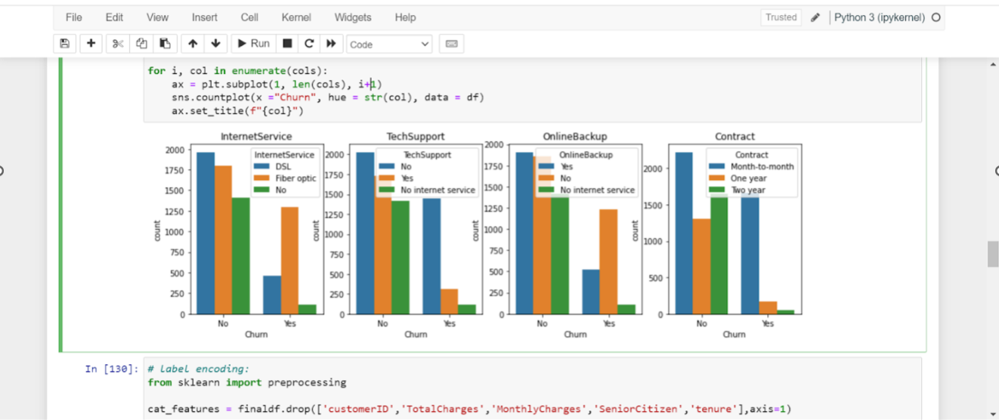 File Edit View Insert Cell Kernel Widgets Help Trusted Python 3 (ipykernel)
Run Code
for i, col in enumerate(cols):
ax = plt.subplot(1, len(cols), i+1)
sns.countplot(x ="Churn", hue = str(col), data = df)
ax.set_title(f"{col}")
InternetService
InternetService
DSL
Fiber optic
No
count
2000
1750
1500
1250
1000
750
500
250
0
No Yes
Churn
TechSupport
TechSupport
No
Yes
No internet service
count
2000
1750
1500
1250
1000
750
500
250
0
No Yes
Churn
OnlineBackup
OnlineBackup
Yes
No
No internet service
count
2000
1750
1500
1250
1000
750
500
250
0
No Yes
Churn
Contract
Contract
Month-to-month
One year
Two year
count
2000
1500
1000
500
0
No Yes
Churn
In [130]: # Label encoding:
from sklearn import preprocessing
cat_features = finaldf.drop(['customerID','TotalCharges','MonthlyCharges','SeniorCitizen','tenure'],axis=1)